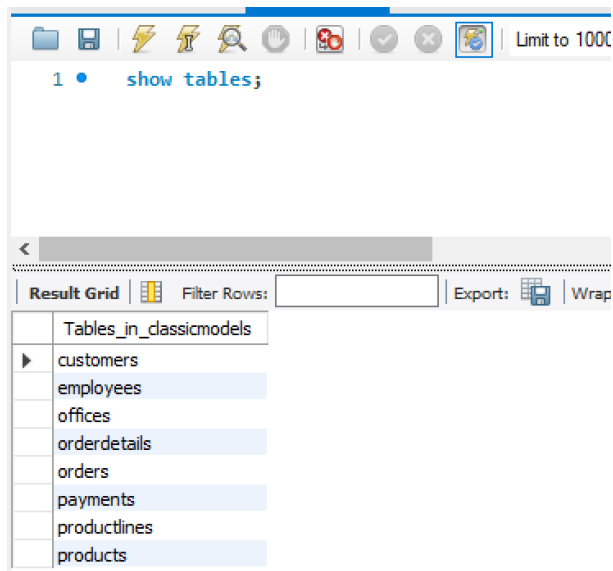 Limit to 1000
1 show tables;
Result Grid Filter Rows: Export: Wrap
Tables_in_classicmodels
customers
employees
offices
orderdetails
orders
payments
productlines
products